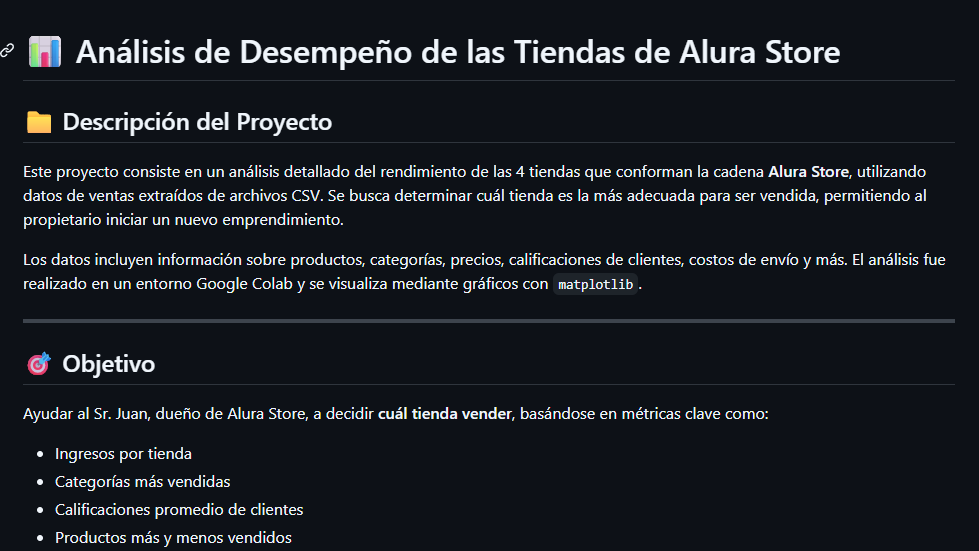 Análisis de Desempeño de las Tiendas de Alura Store
Descripción del Proyecto
Este proyecto consiste en un análisis detallado del rendimiento de las 4 tiendas que conforman la cadena Alura Store, utilizando
datos de ventas extraídos de archivos CSV. Se busca determinar cuál tienda es la más adecuada para ser vendida, permitiendo al
propietario iniciar un nuevo emprendimiento.
Los datos incluyen información sobre productos, categorías, precios, calificaciones de clientes, costos de envío y más. El análisis fue
realizado en un entorno Google Colab y se visualiza mediante gráficos con matplotlib.
Objetivo
Ayudar al Sr. Juan, dueño de Alura Store, a decidir cuál tienda vender, basándose en métricas clave como:
• Ingresos por tienda
• Categorías más vendidas
• Calificaciones promedio de clientes
• Productos más y menos vendidos